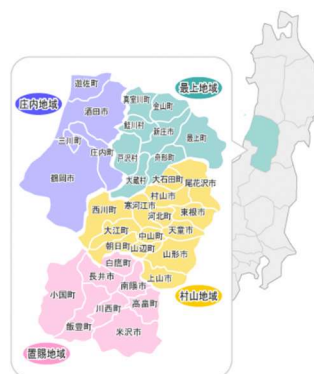 遊佐町
庄内地域
酒田市
三川町
庄内町
鶴岡市
最上地域
真室川町
金山町
鮭川村
新庄市
最上町
戸沢村
舟形町
大蔵村
大石田町
尾花沢市
村山市
西川町
寒河江市
河北町
東根市
大江町
中山町
天童市
朝日町
山辺町
山形市
上山市
村山地域
白鷹町
長井市
南陽市
小国町
川西町
高畠町
飯豊町
米沢市
置賜地域